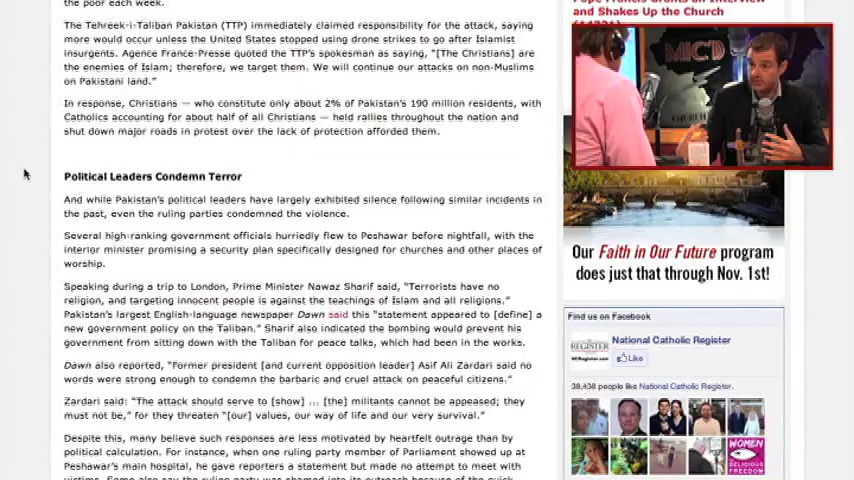 the poor each week.
The Tehreek-i-Taliban Pakistan (TTP) immediately claimed responsibility for the attack, saying
more would occur unless the United States stopped using drone strikes to go after Islamist
insurgents. Agence France-Presse quoted the TTP's spokesman as saying, "[The Christians] are
the enemies of Islam; therefore, we target them. We will continue our attacks on non-Muslims
on Pakistani land."
In response, Christians — who constitute only about 2% of Pakistan's 190 million residents, with
Catholics accounting for about half of all Christians — held rallies throughout the nation and
shut down major roads in protest over the lack of protection afforded them.
Political Leaders Condemn Terror
And while Pakistan's political leaders have largely exhibited silence following similar incidents in
the past, even the ruling parties condemned the violence.
Several high-ranking government officials hurriedly flew to Peshawar before nightfall, with the
interior minister promising a security plan specifically designed for churches and other places of
worship.
Speaking during a trip to London, Prime Minister Nawaz Sharif said, "Terrorists have no
religion, and targeting innocent people is against the teachings of Islam and all religions."
Pakistan's largest English-language newspaper Dawn said this "statement appeared to [define] a
new government policy on the Taliban." Sharif also indicated the bombing would prevent his
government from sitting down with the Taliban for peace talks, which had been in the works.
Dawn also reported, "Former president [and current opposition leader] Asif Ali Zardari said no
words were strong enough to condemn the barbaric and cruel attack on peaceful citizens."
Zardari said: "The attack should serve to [show] ... [the] militants cannot be appeased; they
must not be," for they threaten "[our] values, our way of life and our very survival."
Despite this, many believe such responses are less motivated by heartfelt outrage than by
political calculation. For instance, when one ruling party member of Parliament showed up at
Peshawar's main hospital, he gave reporters a statement but made no attempt to meet with
victims. Some also say the ruling party was shamed into its outreach because of the quick
Pope Francis Grants an Interview
and Shakes Up the Church
MIC'D
Our Faith in Our Future program
does just that through Nov. 1st!
Find us on Facebook
REGISTER
NCRegister.com
National Catholic Register
Like
38,438 people like National Catholic Register.
WOMEN
RELIGIOUS
FREEDOM